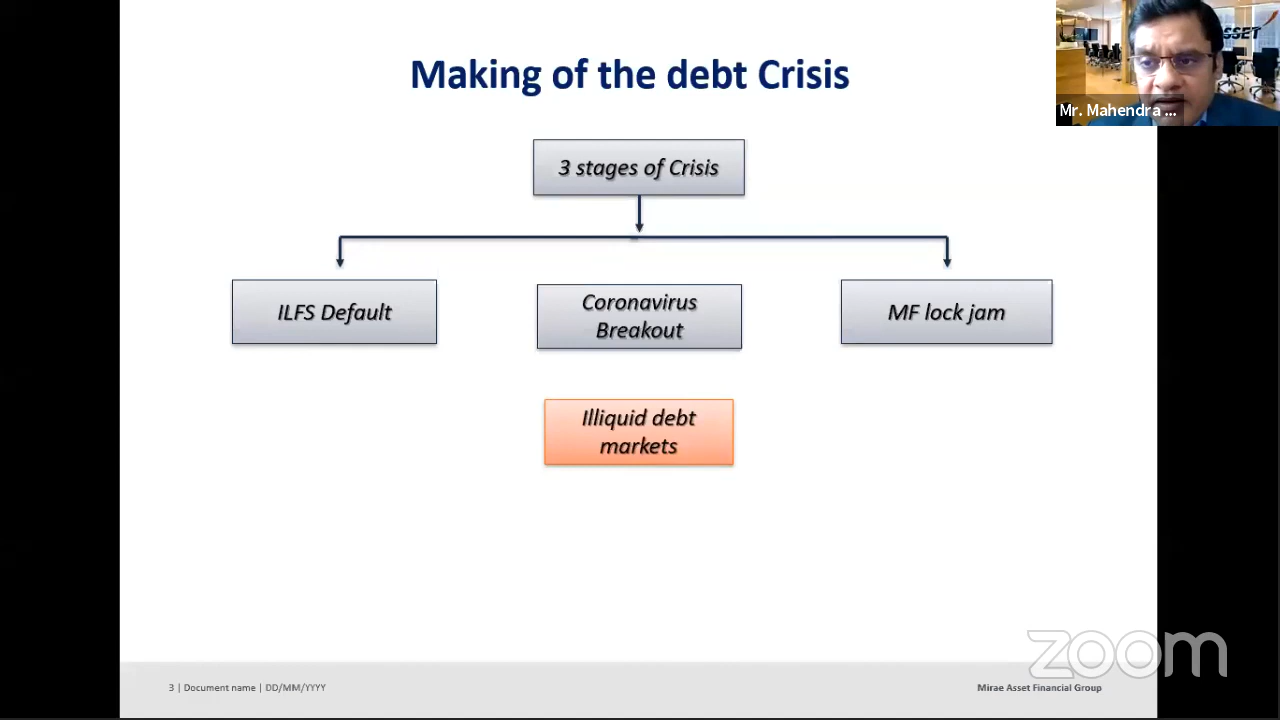 Making of the debt Crisis
SSET
Mr. Mahendra ...
3 stages of Crisis
ILFS Default
Coronavirus
Breakout
MF lock jam
Illiquid debt
markets
zoom
3 | Document name | DD/MM/YYYY
Mirae Asset Financial Group